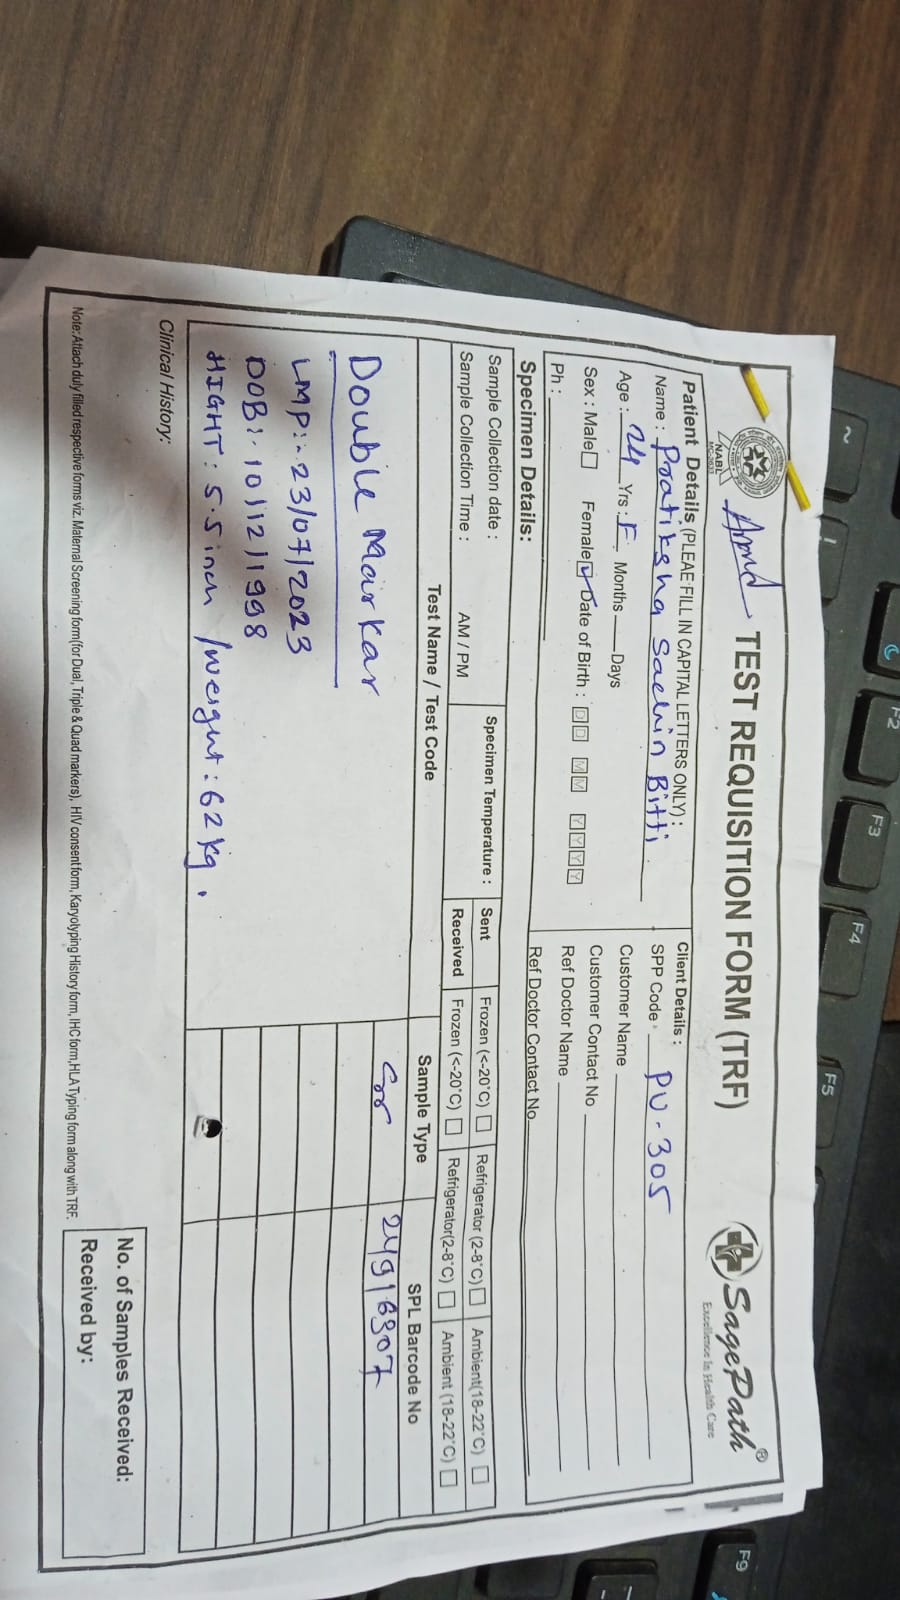 Arnd
TEST REQUISITION FORM (TRF)
SagePath®
Excellence In Health Care
NABL
Patient Details (PLEAE FILL IN CAPITAL LETTERS ONLY) :
Name : Pratiksha Sachin Bitti
Age : 24 Yrs : F Months Days
Sex : Male Female Date of Birth : D D M M Y Y Y Y
Ph :
Client Details :
SPP Code : PU-305
Customer Name
Customer Contact No
Ref Doctor Name
Ref Doctor Contact No
Specimen Details:
Sample Collection date :
Sample Collection Time : AM / PM
Specimen Temperature :
Sent Frozen (<-20°C) Refrigerator (2-8°C) Ambient(18-22°C)
Received Frozen (<-20°C) Refrigerator(2-8°C) Ambient (18-22°C)
Test Name / Test Code Sample Type SPL Barcode No
Double Markar
24916307
LMP:- 23/07/2023
DOB:- 10/12/1998
HIGHT : 5.5 inch / weight : 62 kg.
Clinical History:
No. of Samples Received:
Received by:
Note:Attach duly filled respective forms viz. Maternal Screening form(for Dual, Triple & Quad markers), HIV consent form, Karyolyping History form, IHC form,HLA Typing form along with TRF.
~
!
F2
F3
F4
F5
F9